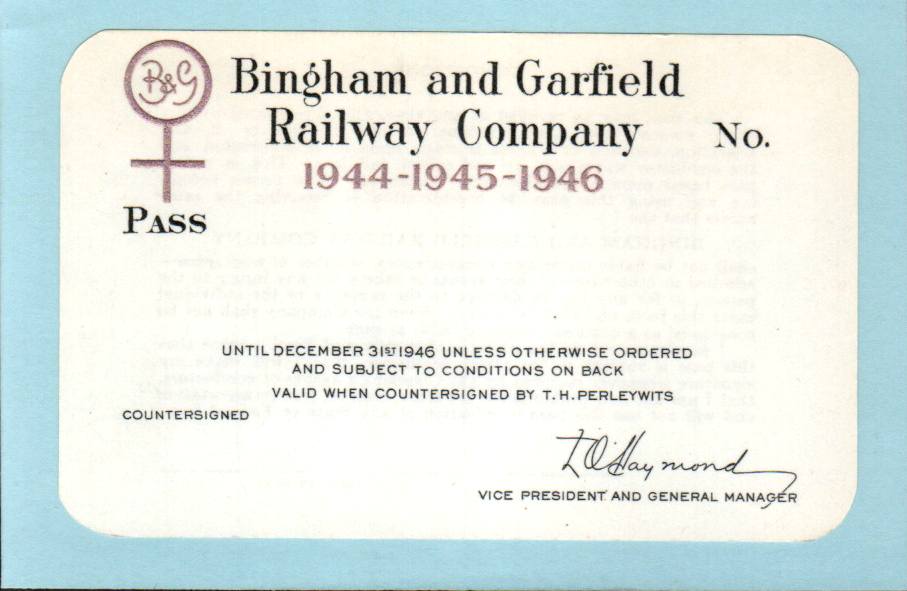 B&G
Bingham and Garfield
Railway Company No.
1944-1945-1946
PASS
UNTIL DECEMBER 31ST 1946 UNLESS OTHERWISE ORDERED
AND SUBJECT TO CONDITIONS ON BACK
VALID WHEN COUNTERSIGNED BY T. H. PERLEYWITS
COUNTERSIGNED
VICE PRESIDENT AND GENERAL MANAGER